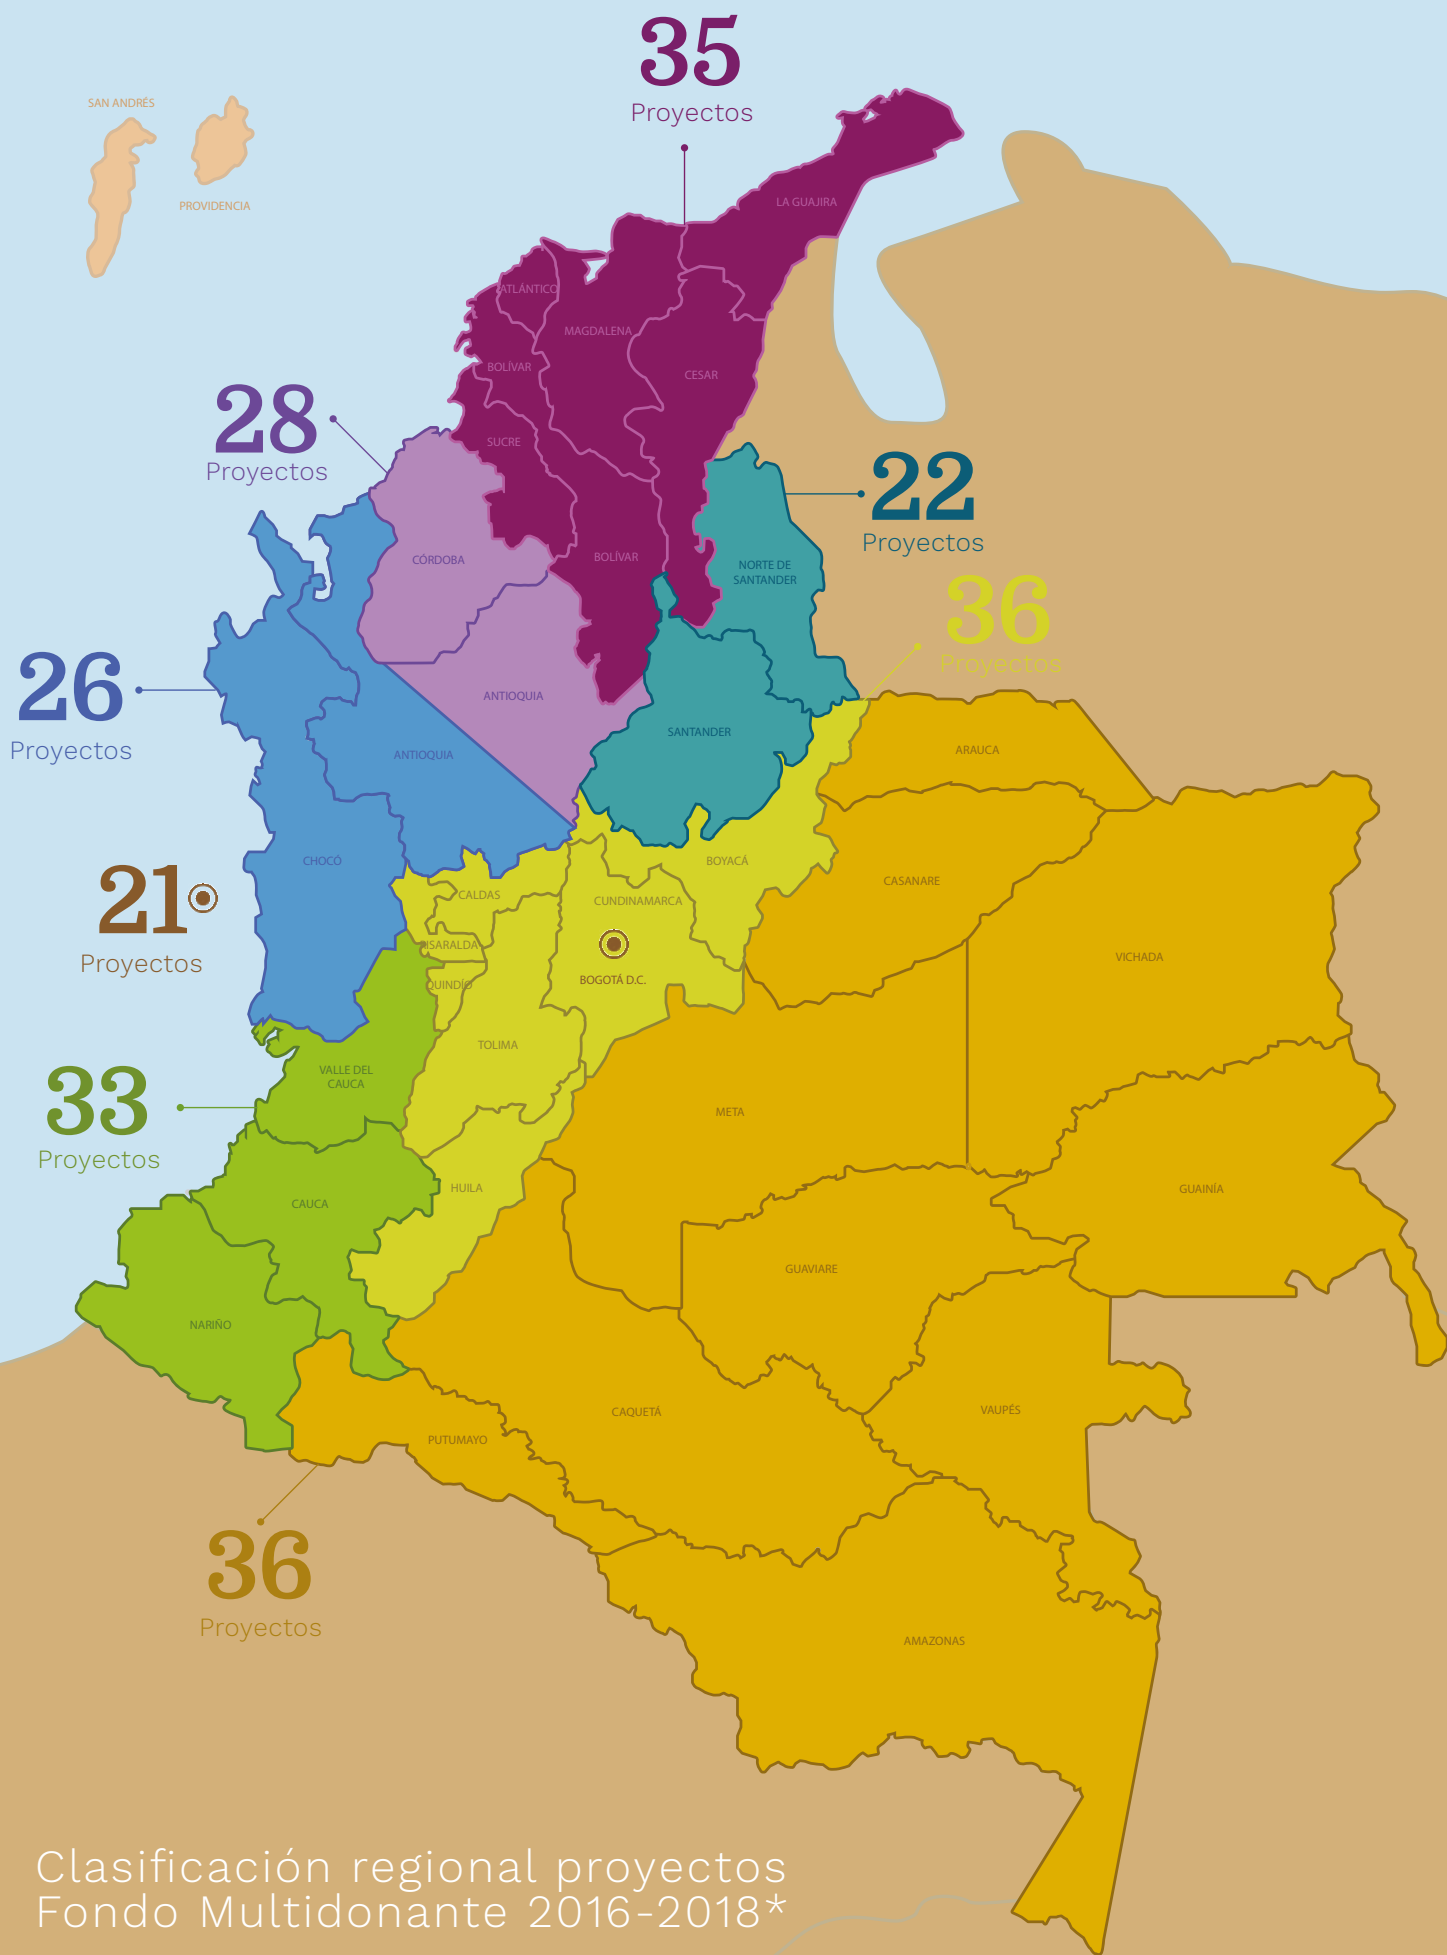 35
Proyectos
SAN ANDRÉS
PROVIDENCIA
LA GUAJIRA
ATLÁNTICO
MAGDALENA
BOLÍVAR
CESAR
28
Proyectos
SUCRE
22
Proyectos
CÓRDOBA
BOLÍVAR
NORTE DE
SANTANDER
36
Proyectos
26
Proyectos
ANTIOQUIA
SANTANDER
ANTIOQUIA
ARAUCA
CHOCÓ
BOYACÁ
21
Proyectos
CALDAS
CUNDINAMARCA
CASANARE
RISARALDA
VICHADA
QUINDÍO
BOGOTÁ D.C.
TOLIMA
33
Proyectos
VALLE DEL
CAUCA
META
HUILA
GUAINÍA
CAUCA
GUAVIARE
NARIÑO
CAQUETÁ
VAUPÉS
PUTUMAYO
36
Proyectos
AMAZONAS
Clasificación regional proyectos
Fondo Multidonante 2016-2018*